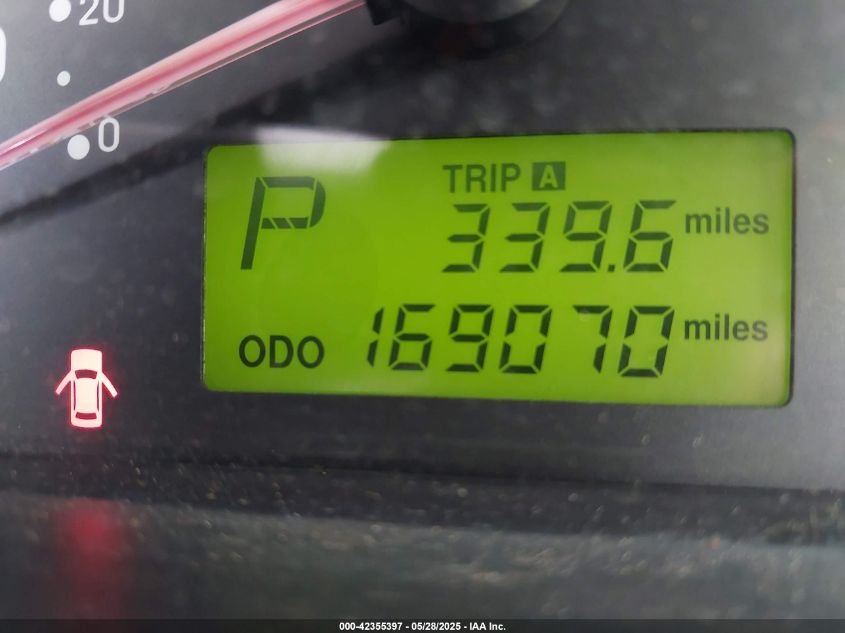 20
0
P
TRIP A
339.6 miles
ODO 169070 miles
000-42355397 - 05/28/2025 - IAA Inc.